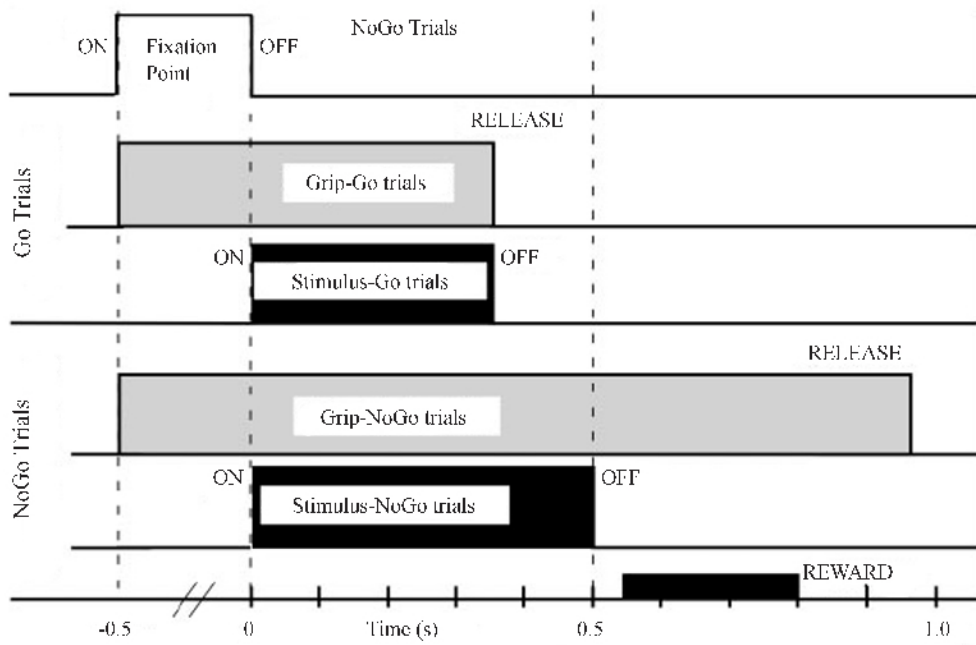 NoGo Trials
ON
Fixation
Point
OFF
RELEASE
Go Trials
Grip-Go trials
ON
OFF
Stimulus-Go trials
RELEASE
NoGo Trials
Grip-NoGo trials
ON
OFF
Stimulus-NoGo trials
REWARD
-0.5
0
Time (s)
0.5
1.0